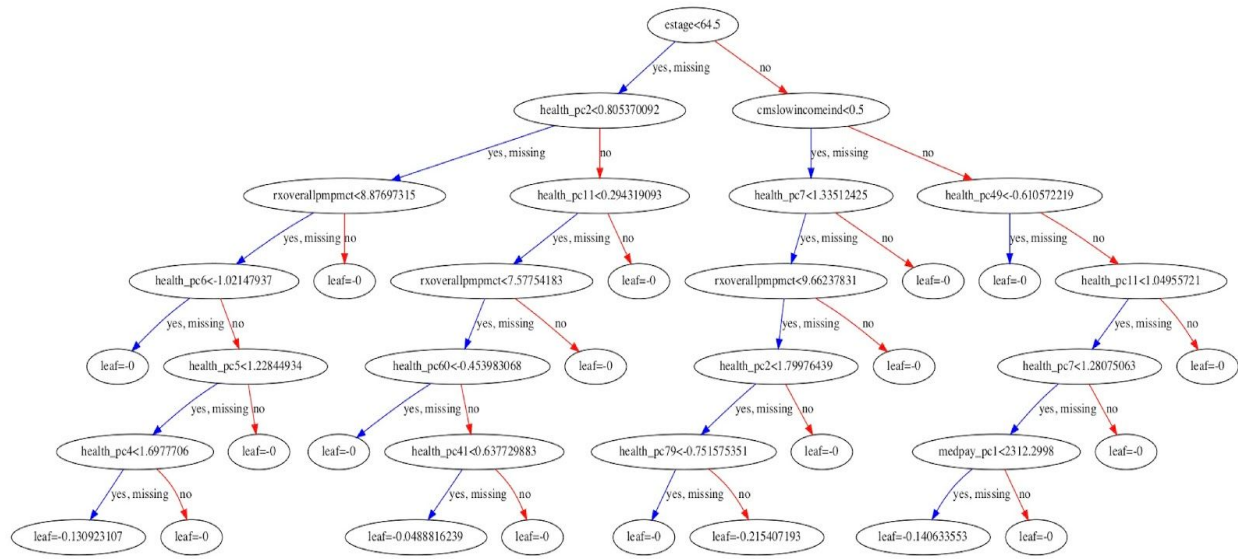 estage<64.5
yes, missing
no
health_pc2<0.805370092
cmslowincomeind<0.5
yes, missing
no
yes, missing
no
rxoverallpmpmct<8.87697315
health_pc11<0.294319093
health_pc7<1.33512425
health_pc49<-0.610572219
yes, missing
no
yes, missing
no
yes, missing
no
yes, missing
no
health_pc6<-1.02147937
leaf=-0
rxoverallpmpmct<7.57754183
leaf=-0
rxoverallpmpmct<9.66237831
leaf=-0
leaf=-0
health_pc11<1.04955721
yes, missing
no
yes, missing
no
yes, missing
no
yes, missing
no
leaf=-0
health_pc5<1.22844934
health_pc60<-0.453983068
leaf=-0
health_pc2<1.79976439
leaf=-0
health_pc7<1.28075063
leaf=-0
yes, missing
no
yes, missing
no
yes, missing
no
yes, missing
no
health_pc4<1.6977706
leaf=-0
leaf=-0
health_pc41<0.637729883
health_pc79<-0.751575351
leaf=-0
medpay_pc1<2312.2998
leaf=-0
yes, missing
no
yes, missing
no
yes, missing
no
yes, missing
no
leaf=-0.130923107
leaf=-0
leaf=-0.0488816239
leaf=-0
leaf=-0
leaf=-0.215407193
leaf=-0.140633553
leaf=-0